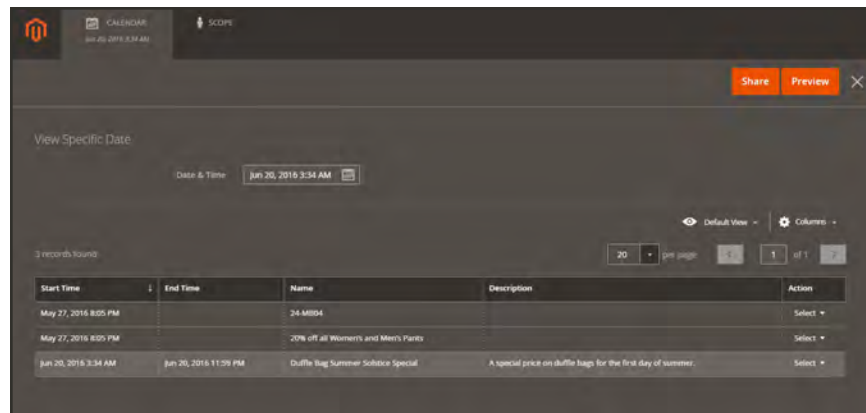 CALENDAR
Jun 20, 2016 3:34 AM
SCOPE
Share
Preview
View Specific Date
Date & Time
Jun 20, 2016 3:34 AM
Default View
Columns
3 records found
20
per page
1
of 1
Start Time
End Time
Name
Description
Action
May 27, 2016 8:05 PM
24-MB04
Select
May 27, 2016 8:05 PM
20% off all Women's and Men's Pants
Select
Jun 20, 2016 3:34 AM
Jun 20, 2016 11:59 PM
Duffle Bag Summer Solstice Special
A special price on duffle bags for the first day of summer.
Select